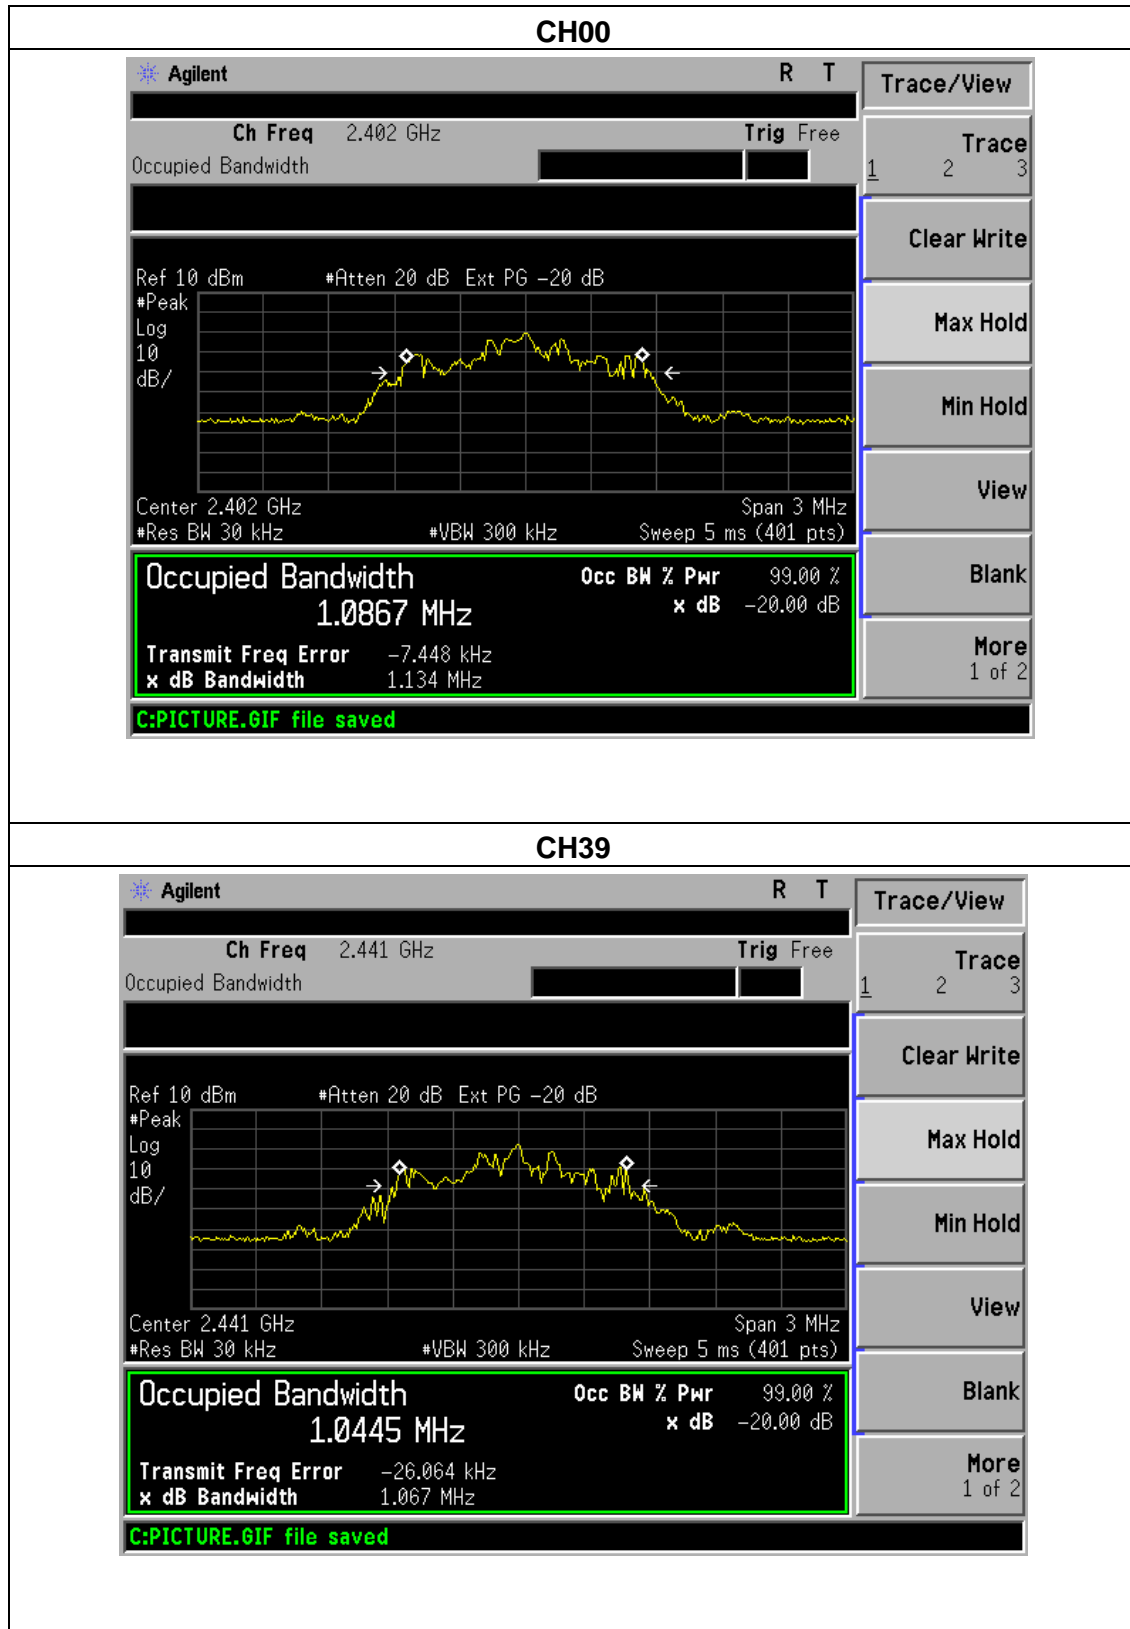 CH00
Agilent R T Trace/View
Ch Freq 2.402 GHz Trig Free
Occupied Bandwidth
Trace
1 2 3
Clear Write
Max Hold
Min Hold
View
Blank
More
1 of 2
Ref 10 dBm #Atten 20 dB Ext PG -20 dB
#Peak
Log
10
dB/
Center 2.402 GHz Span 3 MHz
#Res BW 30 kHz #VBW 300 kHz Sweep 5 ms (401 pts)
Occupied Bandwidth Occ BW % Pwr 99.00 %
1.0867 MHz x dB -20.00 dB
Transmit Freq Error -7.448 kHz
x dB Bandwidth 1.134 MHz
C:PICTURE.GIF file saved
CH39
Agilent R T Trace/View
Ch Freq 2.441 GHz Trig Free
Occupied Bandwidth
Trace
1 2 3
Clear Write
Max Hold
Min Hold
View
Blank
More
1 of 2
Ref 10 dBm #Atten 20 dB Ext PG -20 dB
#Peak
Log
10
dB/
Center 2.441 GHz Span 3 MHz
#Res BW 30 kHz #VBW 300 kHz Sweep 5 ms (401 pts)
Occupied Bandwidth Occ BW % Pwr 99.00 %
1.0445 MHz x dB -20.00 dB
Transmit Freq Error -26.064 kHz
x dB Bandwidth 1.067 MHz
C:PICTURE.GIF file saved